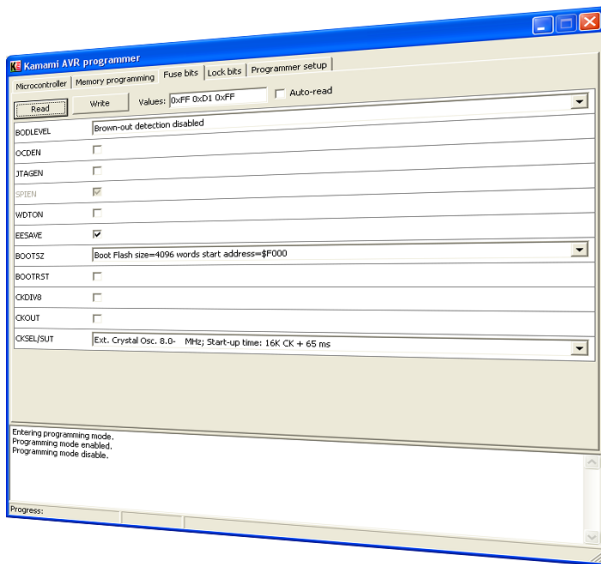 Kamami AVR programmer
Microcontroller Memory programming Fuse bits Lock bits Programmer setup
Read Write Values: 0xFF 0xD1 0xFF Auto-read
BODLEVEL Brown-out detection disabled
OCDEN
JTAGEN
SPIEN
WDTON
EESAVE
BOOTSZ Boot Flash size=4096 words start address=$F000
BOOTRST
CKDIV8
CKOUT
CKSEL/SUT Ext. Crystal Osc. 8.0- MHz; Start-up time: 16K CK + 65 ms
Entering programming mode.
Programming mode enabled.
Programming mode disable.
Progress: